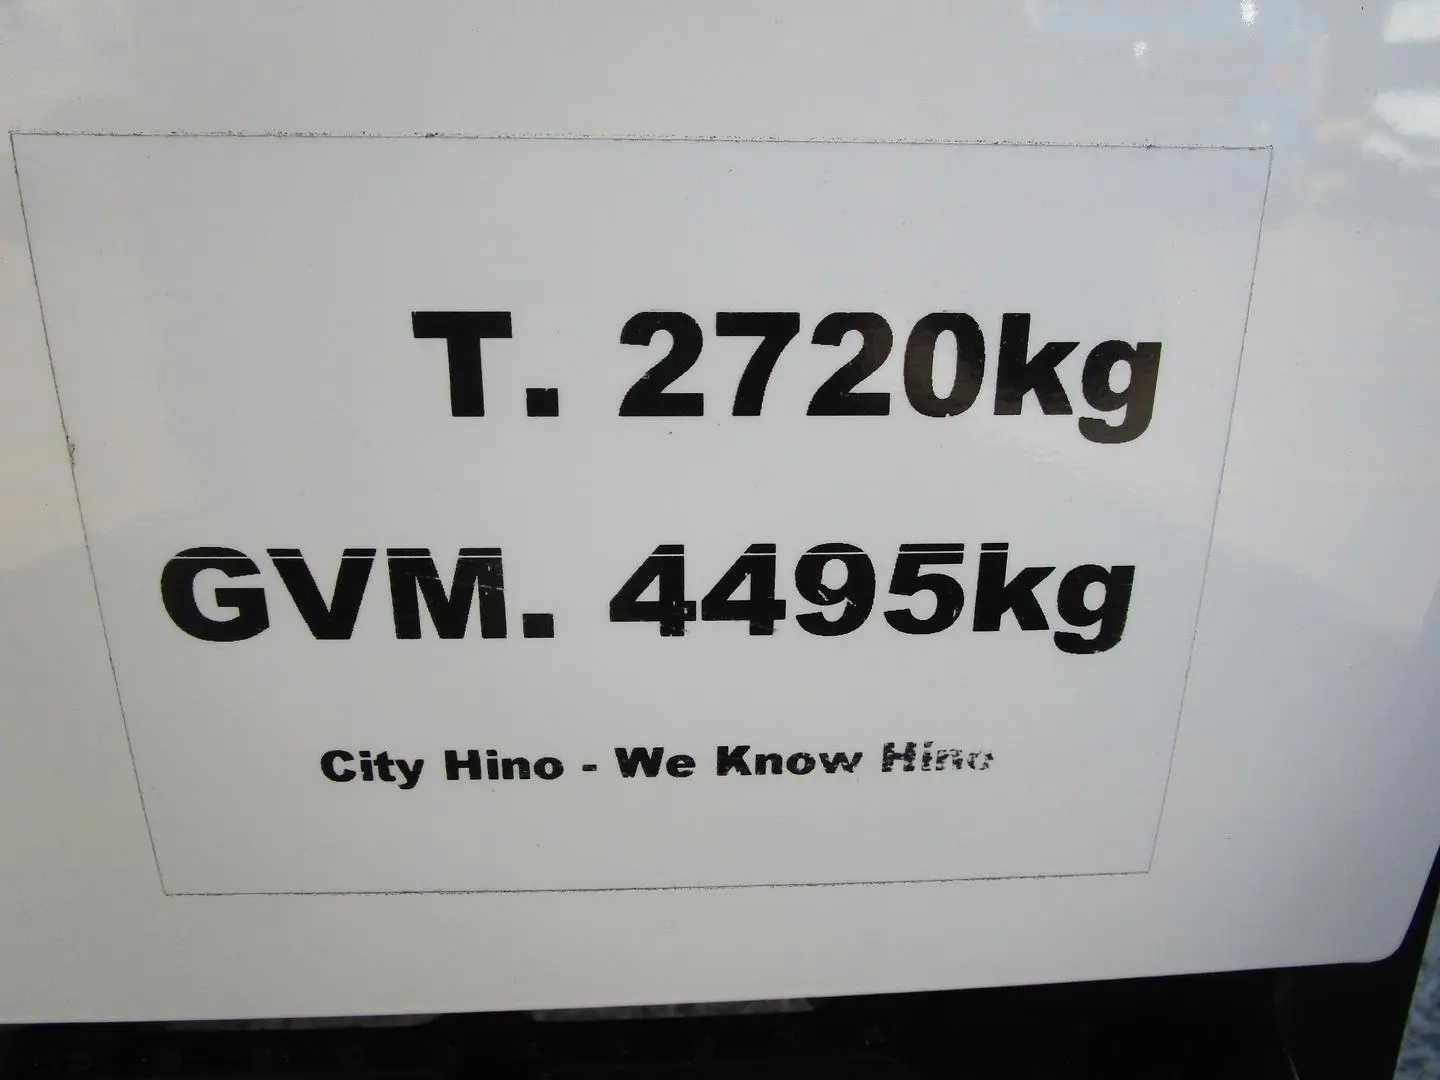 T. 2720kg
GVM. 4495kg
City Hino - We Know Hino